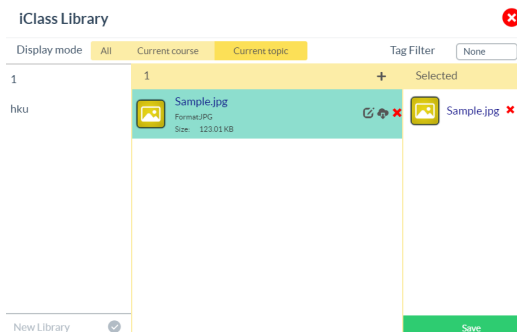 iClass Library
Display mode All Current course Current topic Tag Filter None
1
hku
1 +
Sample.jpg
Format:JPG
Size: 123.01 KB
Selected
Sample.jpg
New Library
Save